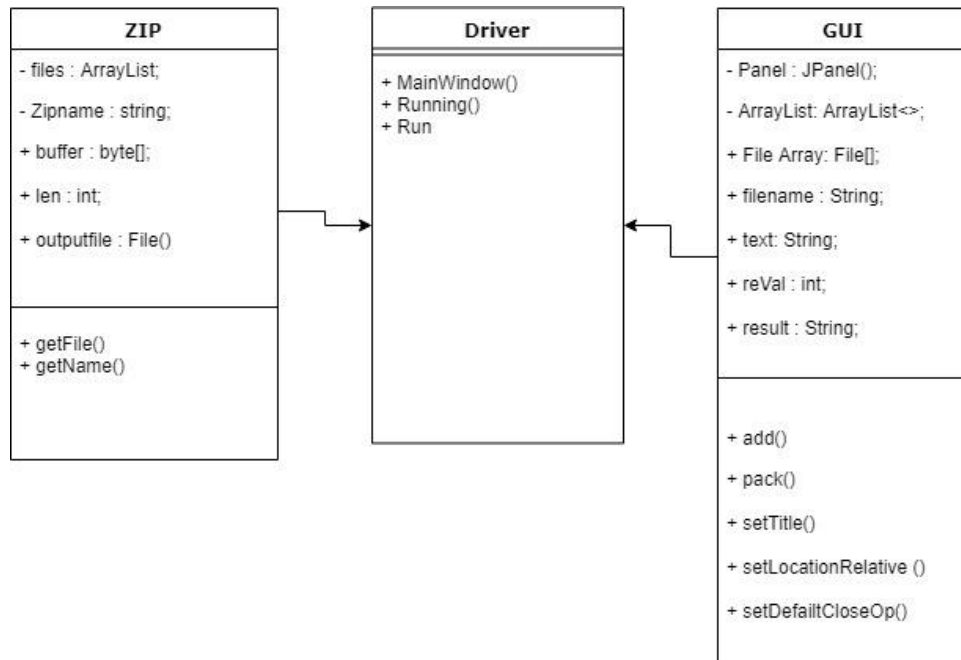 ZIP
- files : ArrayList;
- Zipname : string;
+ buffer : byte[];
+ len : int;
+ outputfile : File()
+ getFile()
+ getName()
Driver
+ MainWindow()
+ Running()
+ Run
GUI
- Panel : JPanel();
- ArrayList: ArrayList<>;
+ File Array: File[];
+ filename : String;
+ text: String;
+ reVal : int;
+ result : String;
+ add()
+ pack()
+ setTitle()
+ setLocationRelative ()
+ setDefailtCloseOp()